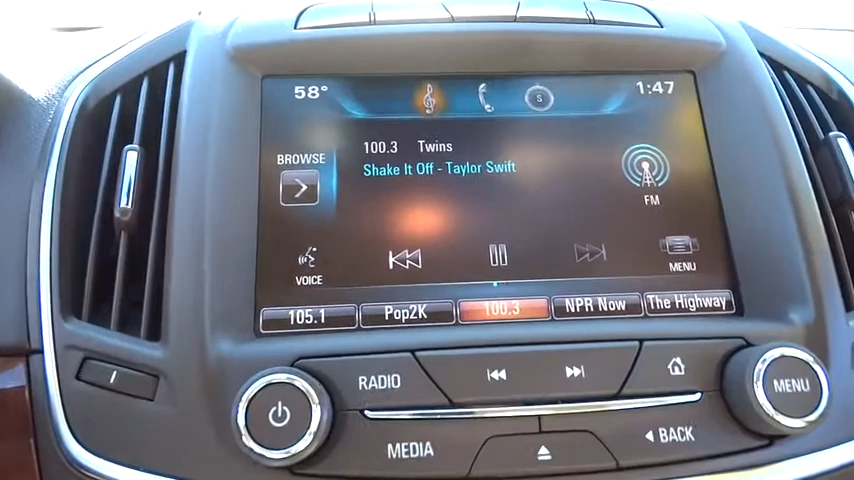 58° S 1:47
100.3 Twins
BROWSE
Shake It Off - Taylor Swift
FM
VOICE
MENU
105.1 Pop2K 100.3 NPR Now The Highway
RADIO
MENU
MEDIA
BACK